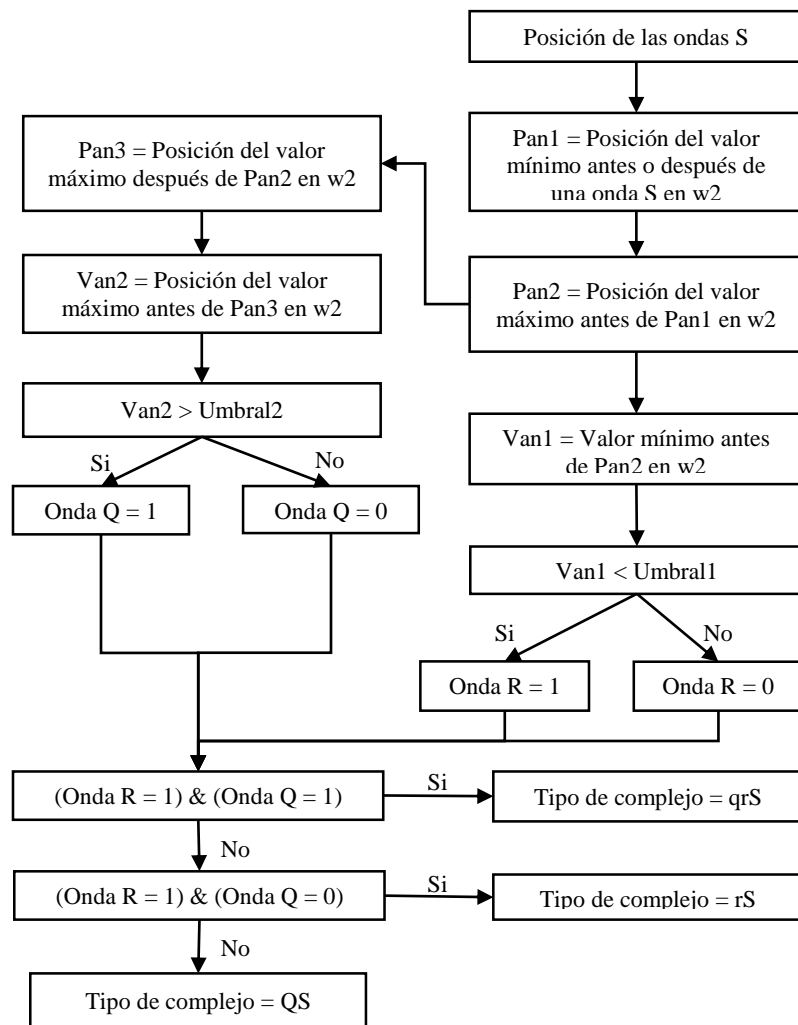 Posición de las ondas S
Pan1 = Posición del valor
mínimo antes o después de
una onda S en w2
Pan2 = Posición del valor
máximo antes de Pan1 en w2
Pan3 = Posición del valor
máximo después de Pan2 en w2
Van2 = Posición del valor
máximo antes de Pan3 en w2
Van2 > Umbral2
Si
No
Onda Q = 1
Onda Q = 0
Van1 = Valor mínimo antes
de Pan2 en w2
Van1 < Umbral1
Si
No
Onda R = 1
Onda R = 0
(Onda R = 1) & (Onda Q = 1)
Si
Tipo de complejo = qrS
No
(Onda R = 1) & (Onda Q = 0)
Si
Tipo de complejo = rS
No
Tipo de complejo = QS